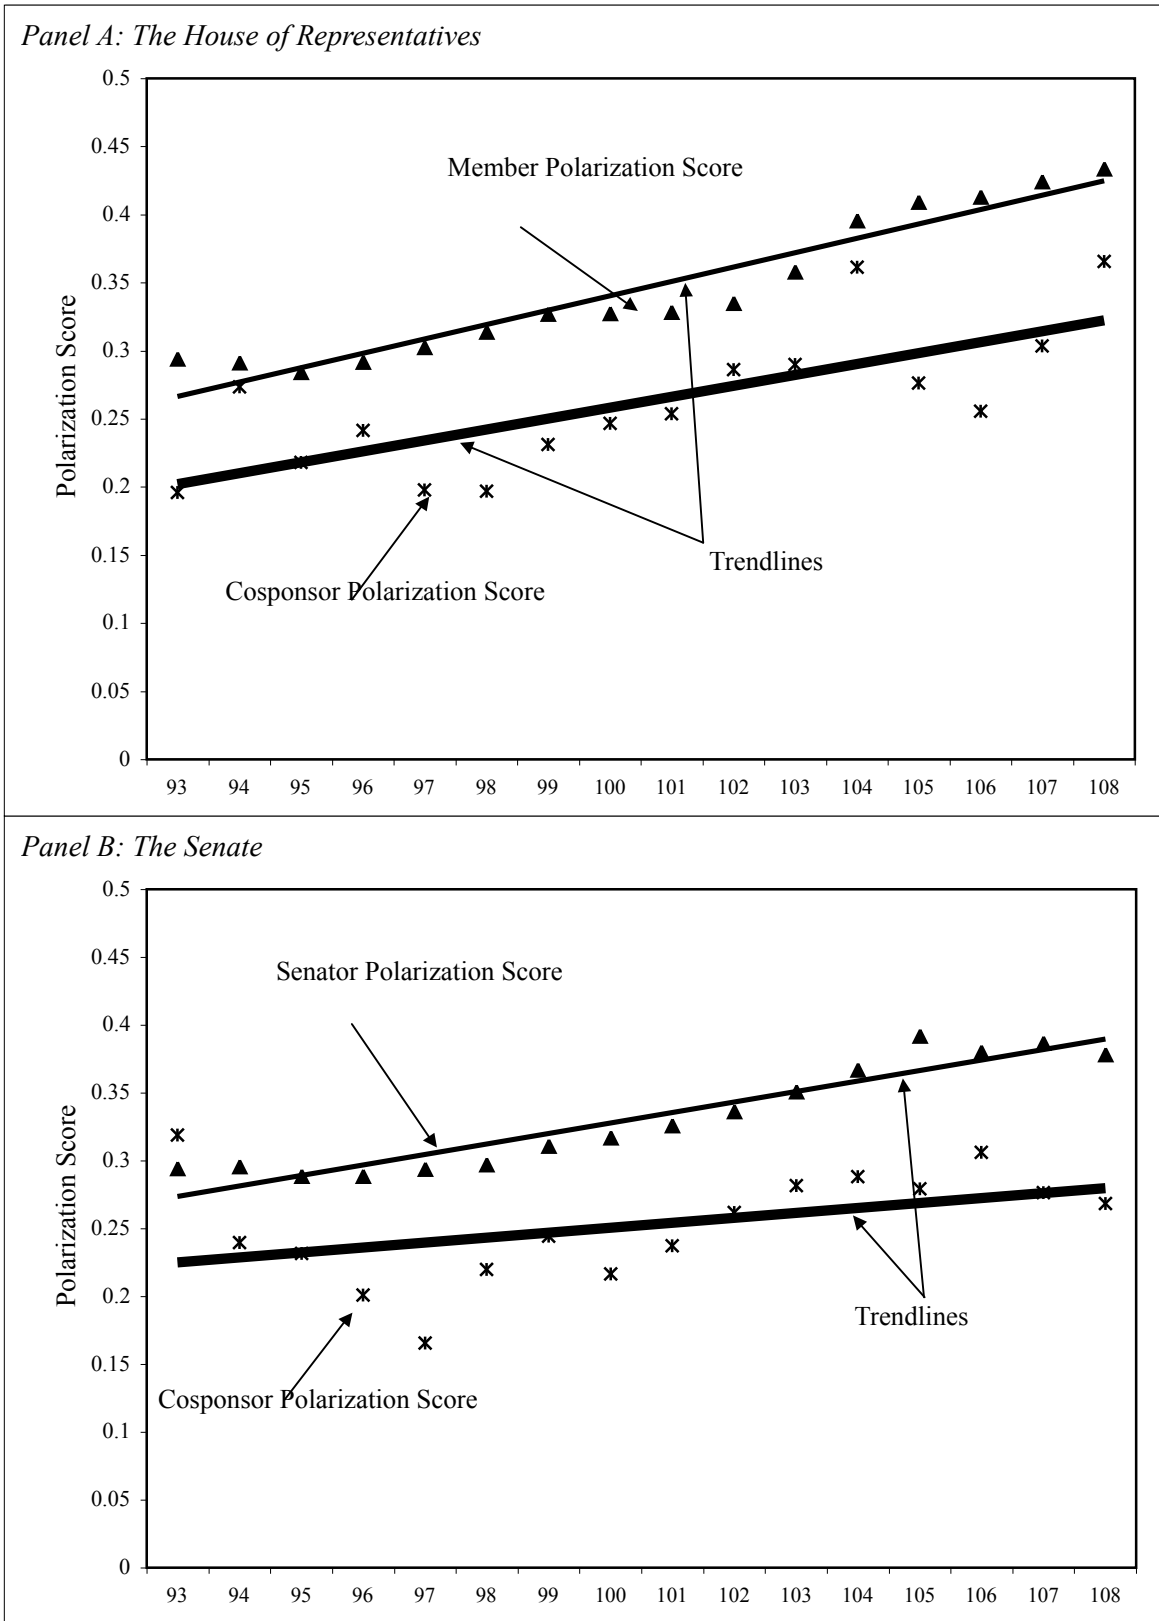 Panel A: The House of Representatives
0.5
0.45
Member Polarization Score
0.4
0.35
0.3
0.25
0.2
0.15
0.1
0.05
0
Polarization Score
Trendlines
Cosponsor Polarization Score
93 94 95 96 97 98 99 100 101 102 103 104 105 106 107 108
Panel B: The Senate
0.5
0.45
Senator Polarization Score
0.4
0.35
0.3
0.25
0.2
0.15
0.1
0.05
0
Polarization Score
Trendlines
Cosponsor Polarization Score
93 94 95 96 97 98 99 100 101 102 103 104 105 106 107 108